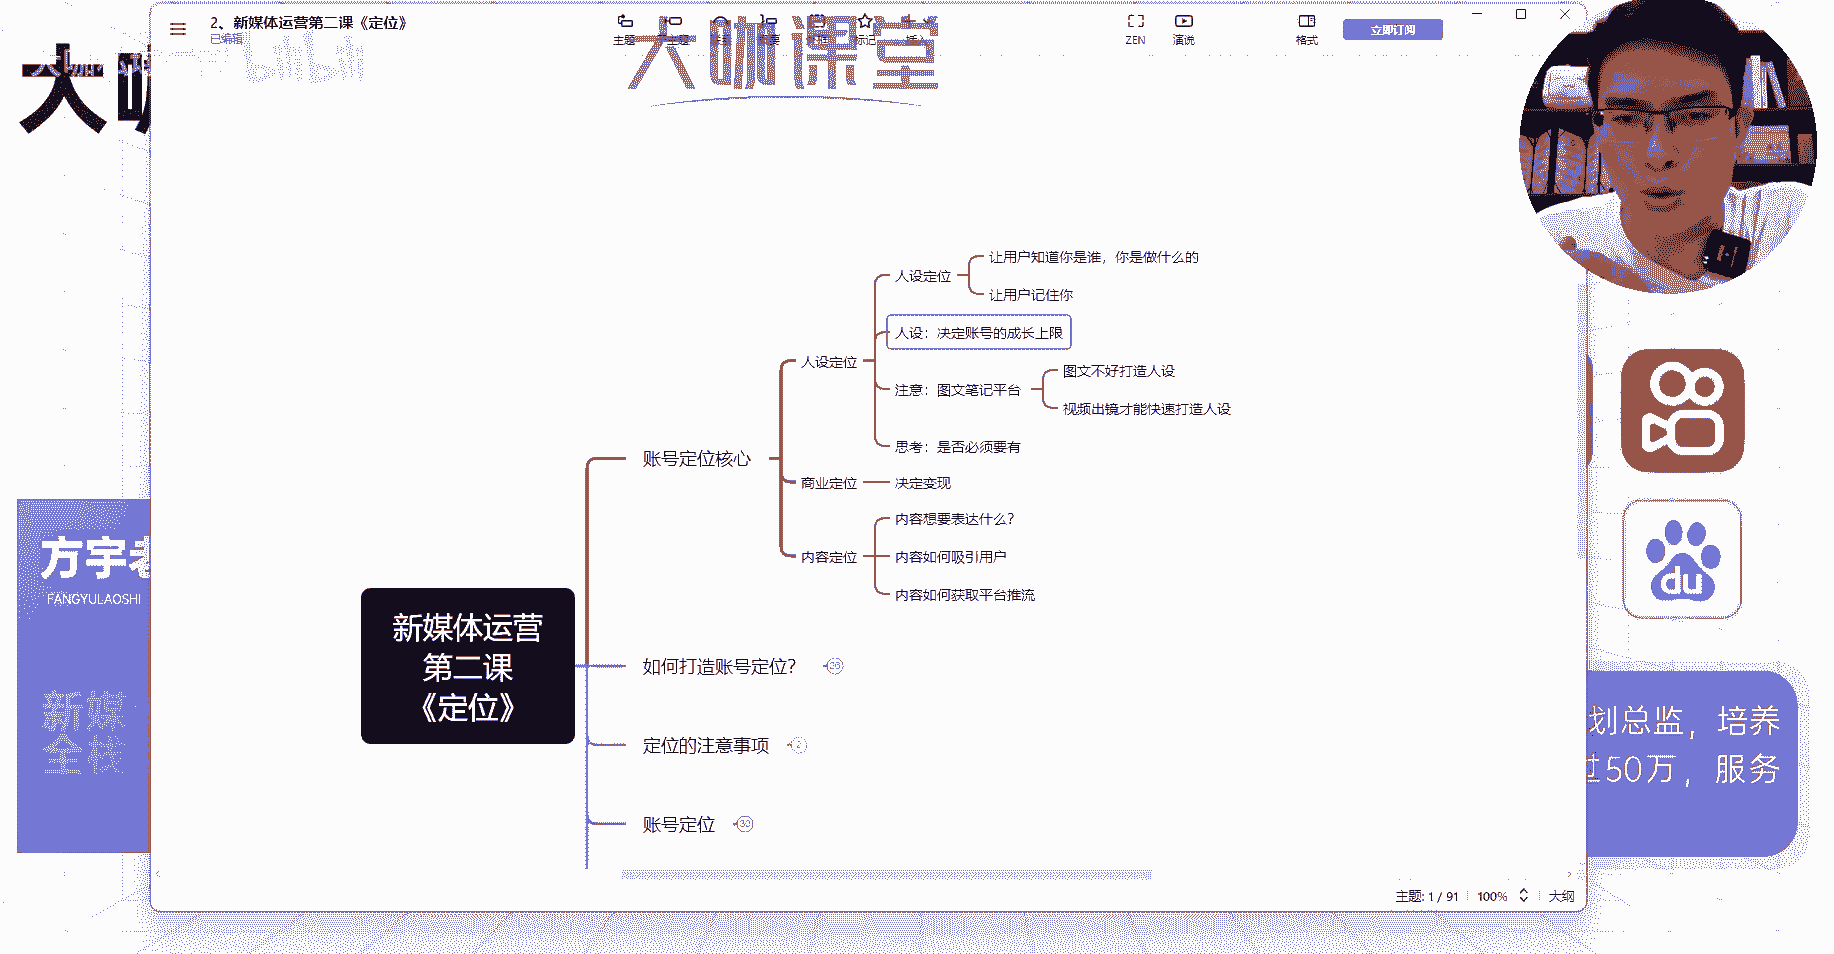 2、新媒体运营第二课《定位》
已编辑
主题
子主题
标记
ZEN
演说
格式
立即订阅
大咖课堂
bilibili
大咖
人设定位
让用户知道你是谁，你是做什么的
让用户记住你
人设：决定账号的成长上限
人设定位
注意：图文笔记平台
图文不好打造人设
视频出镜才能快速打造人设
思考：是否必须要有
账号定位核心
商业定位
决定变现
内容定位
内容想要表达什么？
内容如何吸引用户
内容如何获取平台推流
新媒体运营
第二课
《定位》
如何打造账号定位？
定位的注意事项
2
账号定位
30
方宇老
FANGYULAOSHI
新媒
全栈
du
划总监，培养
过50万，服务
主题: 1 / 91
100%
大纲